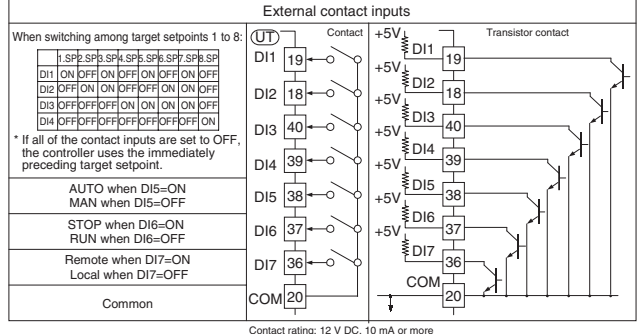 External contact inputs
When switching among target setpoints 1 to 8:
1.SP 2.SP 3.SP 4.SP 5.SP 6.SP 7.SP 8.SP
DI1 ON OFF ON OFF ON OFF ON OFF
DI2 OFF ON ON OFF OFF ON ON OFF
DI3 OFF OFF OFF ON ON ON ON OFF
DI4 OFF OFF OFF OFF OFF OFF OFF ON
* If all of the contact inputs are set to OFF,
the controller uses the immediately
preceding target setpoint.
AUTO when DI5=ON
MAN when DI5=OFF
STOP when DI6=ON
RUN when DI6=OFF
Remote when DI7=ON
Local when DI7=OFF
Common
UT
Contact
DI1 19
DI2 18
DI3 40
DI4 39
DI5 38
DI6 37
DI7 36
COM 20
Transistor contact
+5V DI1 19
+5V DI2 18
+5V DI3 40
+5V DI4 39
+5V DI5 38
+5V DI6 37
+5V DI7 36
COM 20
Contact rating: 12 V DC, 10 mA or more